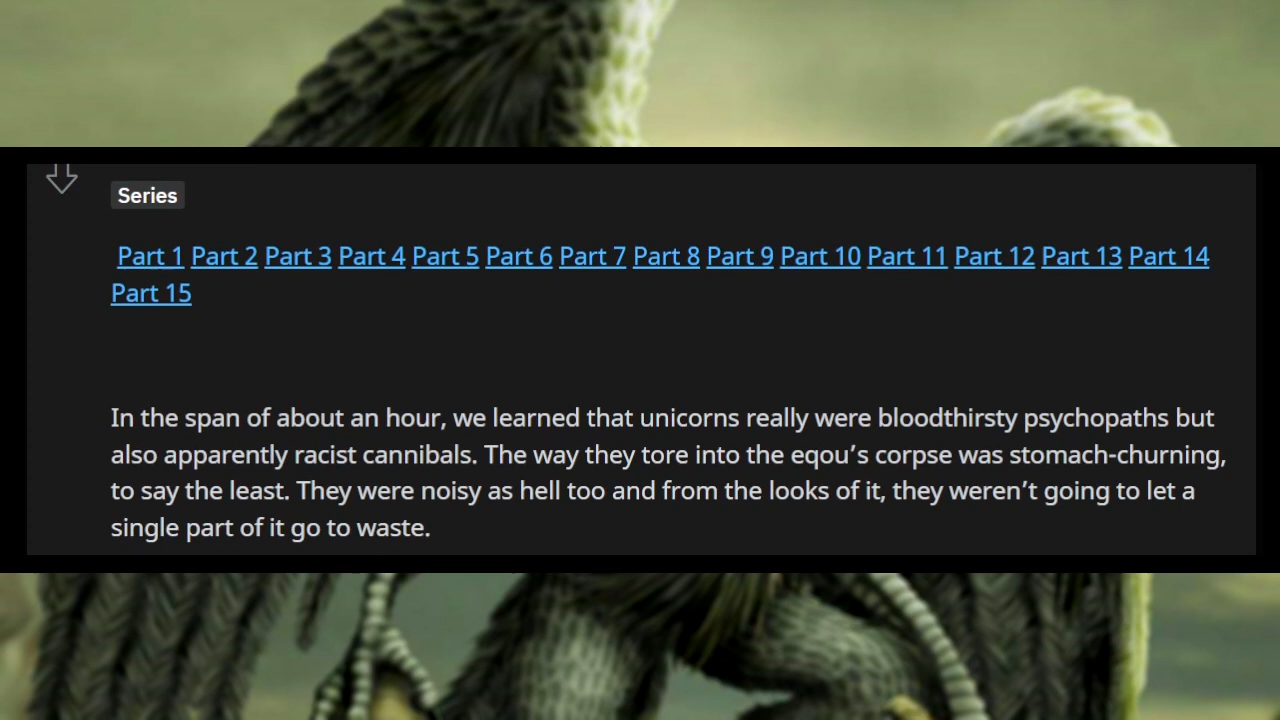 Series
Part 1 Part 2 Part 3 Part 4 Part 5 Part 6 Part 7 Part 8 Part 9 Part 10 Part 11 Part 12 Part 13 Part 14
Part 15
In the span of about an hour, we learned that unicorns really were bloodthirsty psychopaths but
also apparently racist cannibals. The way they tore into the eqou’s corpse was stomach-churning,
to say the least. They were noisy as hell too and from the looks of it, they weren’t going to let a
single part of it go to waste.